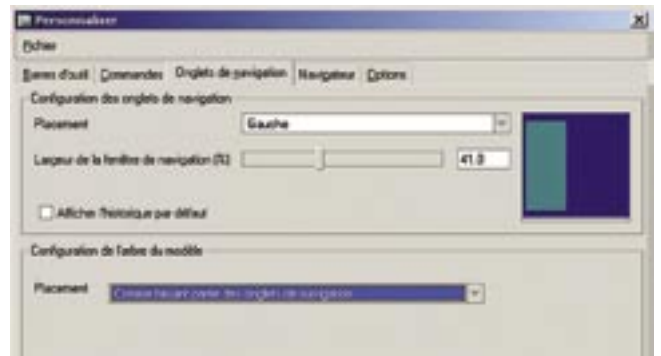 Personnaliser
Fichier
Barres d'outil Commandes Onglets de navigation Navigateur Options
Configuration des onglets de navigation
Placement Gauche
Largeur de la fenêtre de navigation (%) 41.0
Afficher l'historique par défaut
Configuration de l'arbre du modèle
Placement Comme faisant partie des onglets de navigation